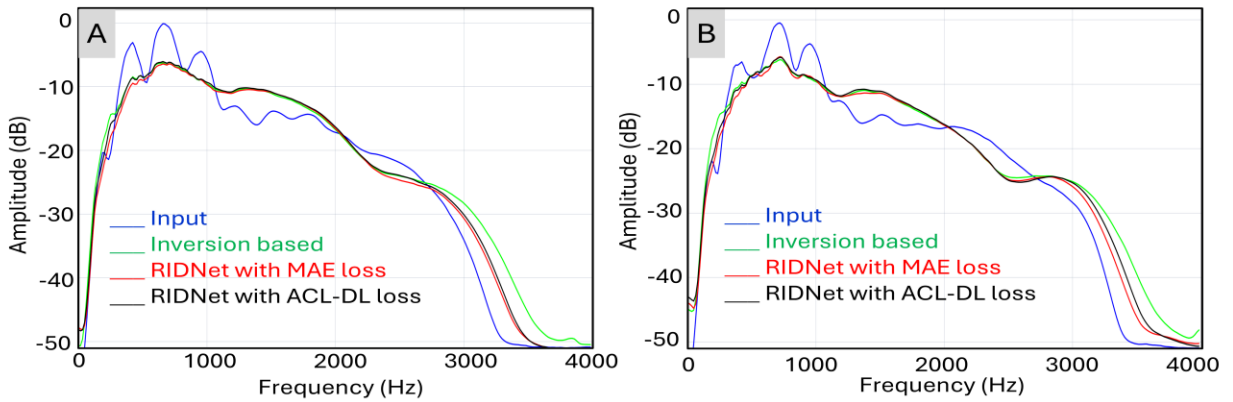 A
0
-10
-20
-30
-40
-50
Amplitude (dB)
Input
Inversion based
RIDNet with MAE loss
RIDNet with ACL-DL loss
0 1000 2000 3000 4000
Frequency (Hz)
B
0
-10
-20
-30
-40
-50
Amplitude (dB)
Input
Inversion based
RIDNet with MAE loss
RIDNet with ACL-DL loss
0 1000 2000 3000 4000
Frequency (Hz)